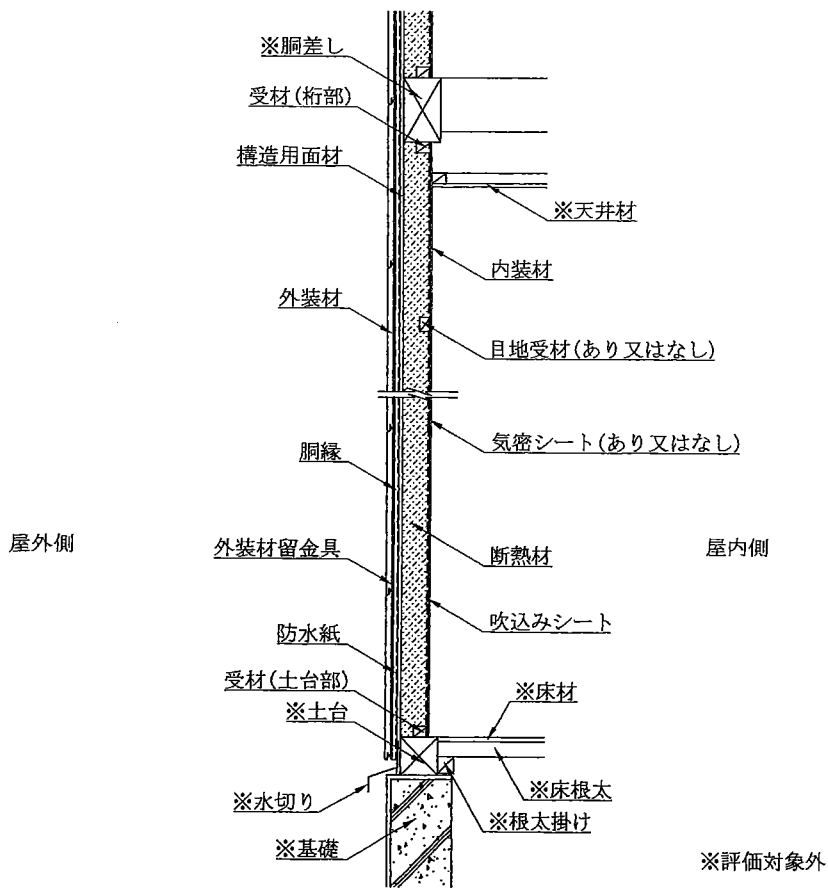 ※胴差し
受材(桁部)
構造用面材
※天井材
内装材
外装材
目地受材(あり又はなし)
気密シート(あり又はなし)
胴縁
屋外側
外装材留金具
断熱材
屋内側
吹込みシート
防水紙
受材(土台部)
※床材
※土台
※床根太
※水切り
※根太掛け
※基礎
※評価対象外